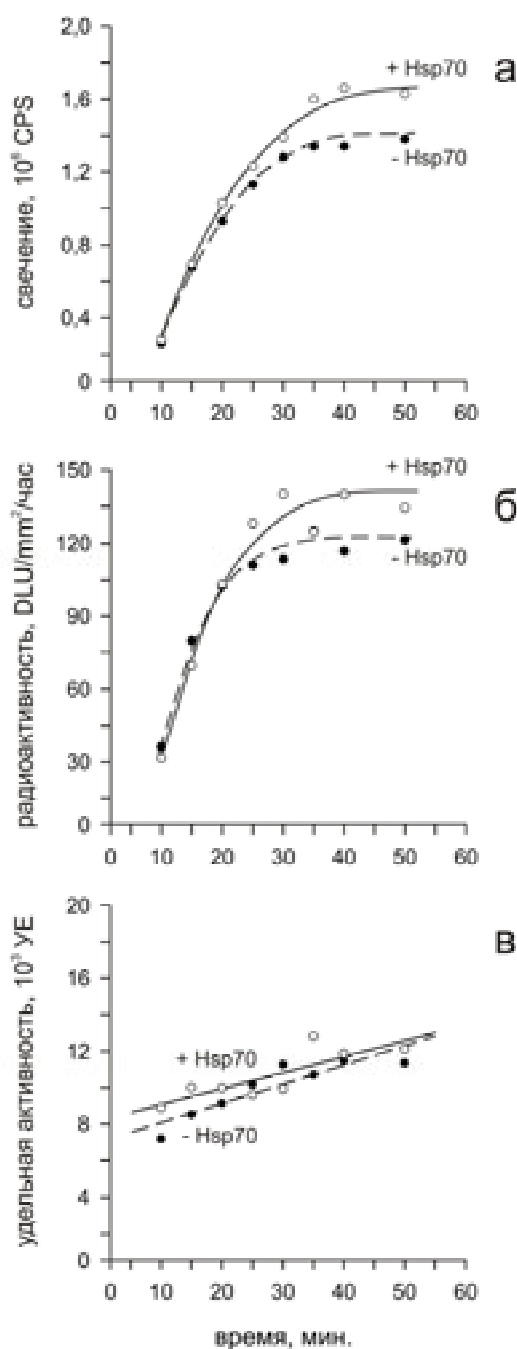 а
свечение, 10⁶ CPS
2,0
1,6
1,2
0,8
0,4
0
+ Hsp70
- Hsp70
0 10 20 30 40 50 60
б
радиоактивность, DLU/mm²/час
150
120
90
60
30
0
+ Hsp70
- Hsp70
0 10 20 30 40 50 60
в
удельная активность, 10³ УЕ
20
16
12
8
4
0
+ Hsp70
- Hsp70
0 10 20 30 40 50 60
время, мин.